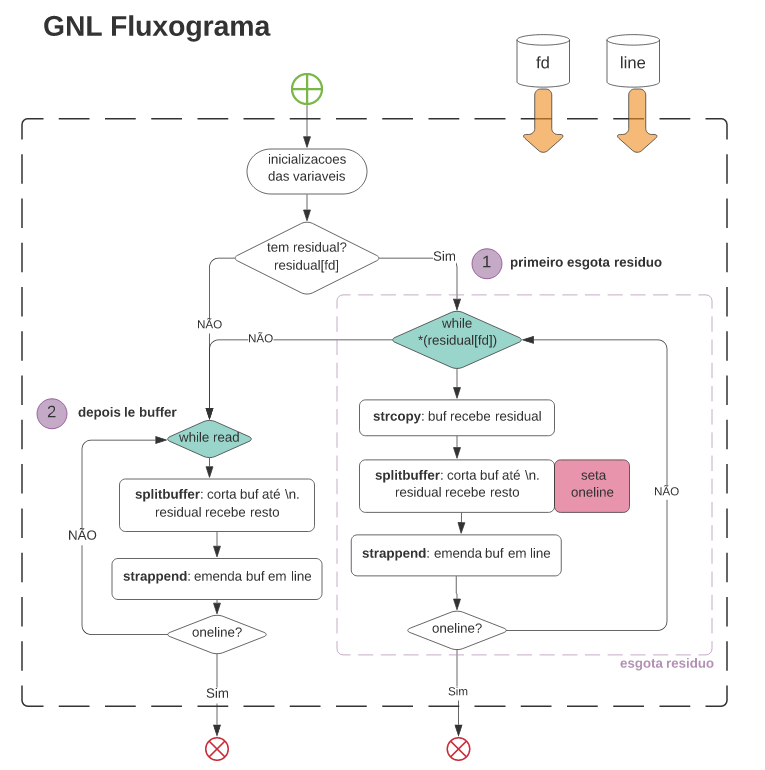 GNL Fluxograma
fd
line
inicializacoes
das variaveis
tem residual?
residual[fd]
Sim
1
primeiro esgota residuo
NÃO
while
*(residual[fd])
NÃO
2
depois le buffer
while read
strcopy: buf recebe residual
splitbuffer: corta buf até \n.
residual recebe resto
splitbuffer: corta buf até \n.
residual recebe resto
seta
oneline
NÃO
NÃO
strappend: emenda buf em line
strappend: emenda buf em line
oneline?
oneline?
esgota residuo
Sim
Sim